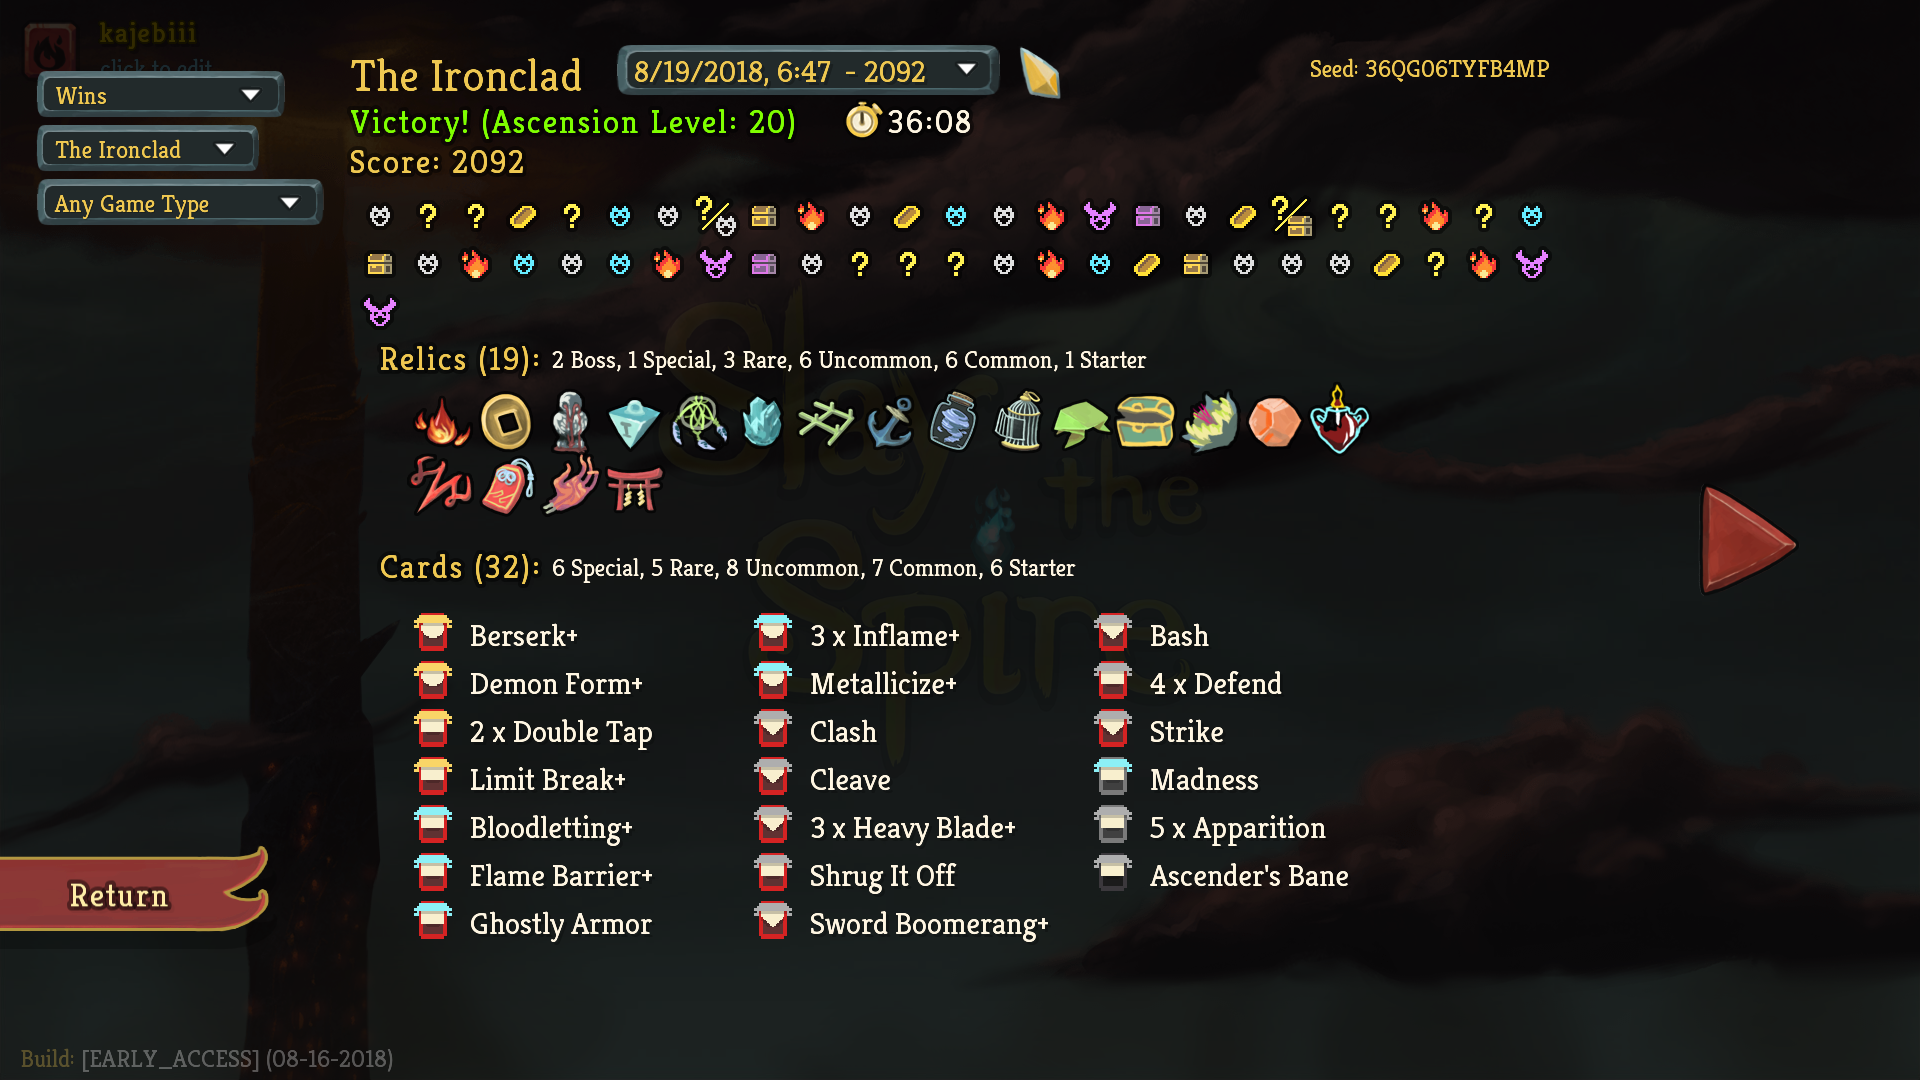 kajebiii
click to edit
Wins
The Ironclad
Any Game Type
The Ironclad
8/19/2018, 6:47 - 2092
Seed: 36QG06TYFB4MP
Victory! (Ascension Level: 20)
36:08
Score: 2092
Relics (19): 2 Boss, 1 Special, 3 Rare, 6 Uncommon, 6 Common, 1 Starter
Slay
the
Spire
Cards (32): 6 Special, 5 Rare, 8 Uncommon, 7 Common, 6 Starter
Berserk+
Demon Form+
2 x Double Tap
Limit Break+
Bloodletting+
Flame Barrier+
Ghostly Armor
3 x Inflame+
Metallicize+
Clash
Cleave
3 x Heavy Blade+
Shrug It Off
Sword Boomerang+
Bash
4 x Defend
Strike
Madness
5 x Apparition
Ascender's Bane
Return
Build: [EARLY_ACCESS] (08-16-2018)